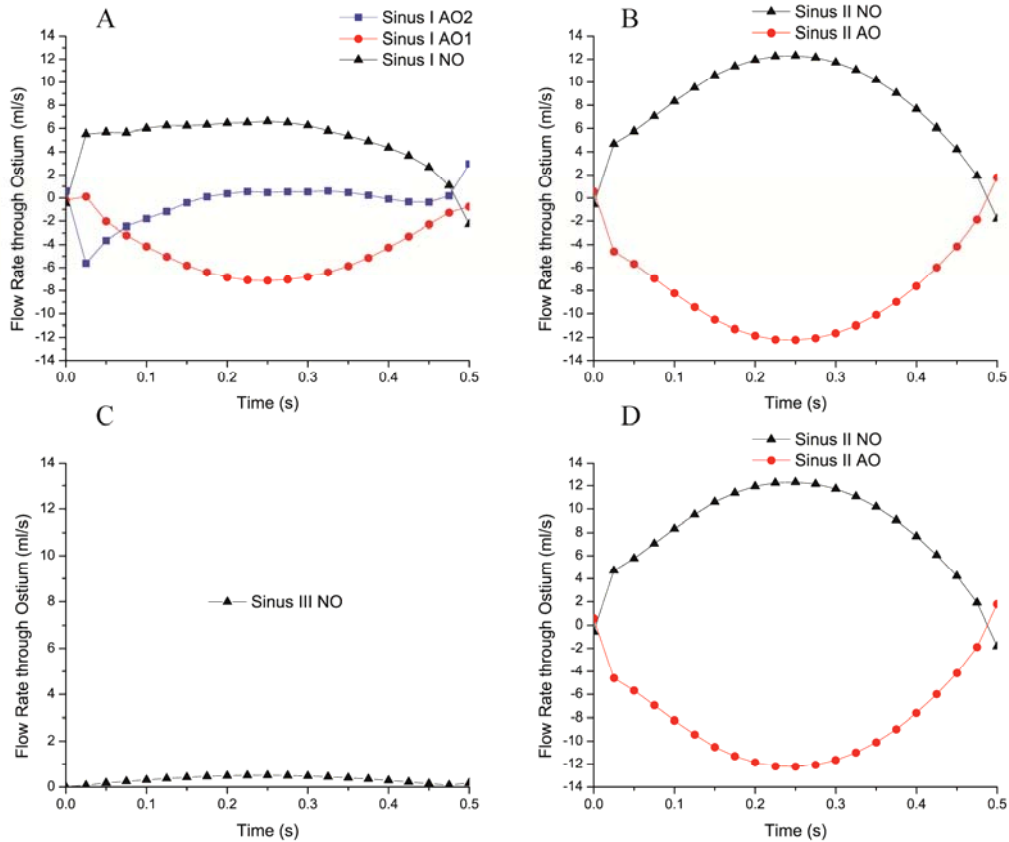 A
Sinus I AO2
Sinus I AO1
Sinus I NO
Flow Rate through Ostium (ml/s)
14
12
10
8
6
4
2
0
-2
-4
-6
-8
-10
-12
-14
0.0 0.1 0.2 0.3 0.4 0.5
Time (s)
B
Sinus II NO
Sinus II AO
Flow Rate through Ostium (ml/s)
14
12
10
8
6
4
2
0
-2
-4
-6
-8
-10
-12
-14
0.0 0.1 0.2 0.3 0.4 0.5
Time (s)
C
Sinus III NO
Flow Rate through Ostium (ml/s)
14
12
10
8
6
4
2
0
0.0 0.1 0.2 0.3 0.4 0.5
Time (s)
D
Sinus II NO
Sinus II AO
Flow Rate through Ostium (ml/s)
14
12
10
8
6
4
2
0
-2
-4
-6
-8
-10
-12
-14
0.0 0.1 0.2 0.3 0.4 0.5
Time (s)